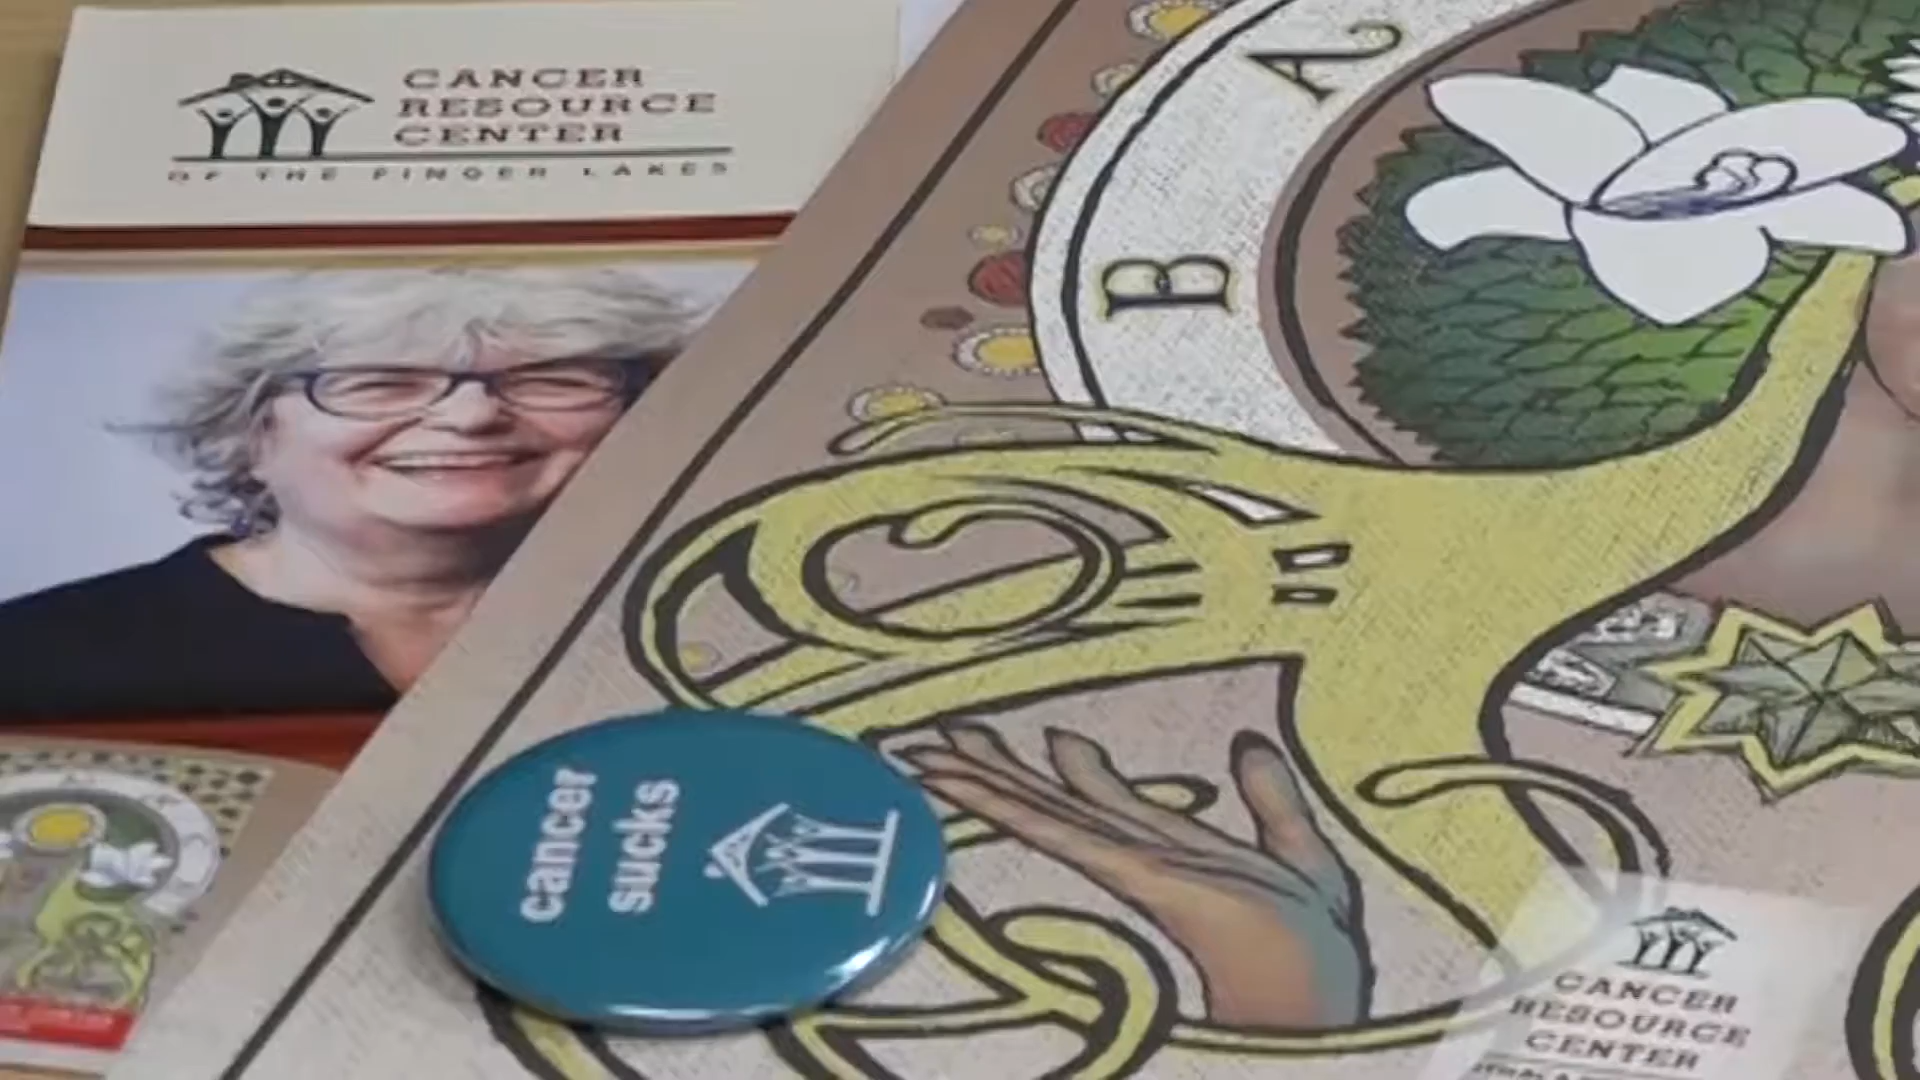 CANCER
RESOURCE
CENTER
OF THE FINGER LAKES
B A
cancer
sucks
CANCER
RESOURCE
CENTER